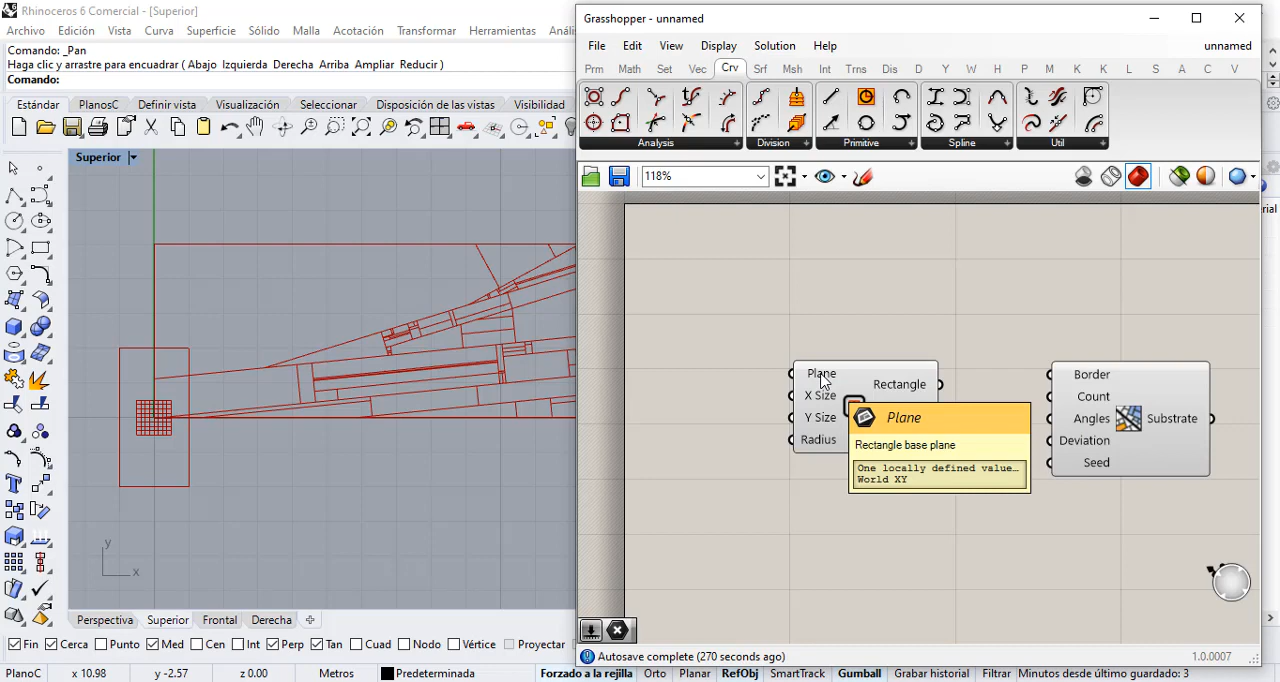 Rhinoceros 6 Comercial - [Superior]
Archivo Edición Vista Curva Superficie Sólido Malla Acotación Transformar Herramientas
Comando: _Pan
Haga clic y arrastre para encuadrar ( Abajo Izquierda Derecha Arriba Ampliar Reducir )
Comando:
Estándar PlanosC Definir vista Visualización Seleccionar Disposición de las vistas Visibilidad
Superior
y
x
Perspectiva Superior Frontal Derecha
Fin Cerca Punto Med Cen Int Perp Tan Cuad Nodo Vértice Proyectar
PlanoC x 10.98 y -2.57 z 0.00 Metros Predeterminada Forzado a la rejilla Orto Planar RefObj SmartTrack Gumball Grabar historial Filtrar Minutos desde último guardado: 3
Grasshopper - unnamed
File Edit View Display Solution Help unnamed
Prm Math Set Vec Crv Srf Msh Int Trns Dis D Y W H P M K K L S A C V
Analysis Division Primitive Spline Util
118%
Plane
X Size
Y Size
Radius
Rectangle
Plane
Rectangle base plane
One locally defined value…
World XY
Border
Count
Angles
Deviation
Seed
Substrate
Autosave complete (270 seconds ago) 1.0.0007